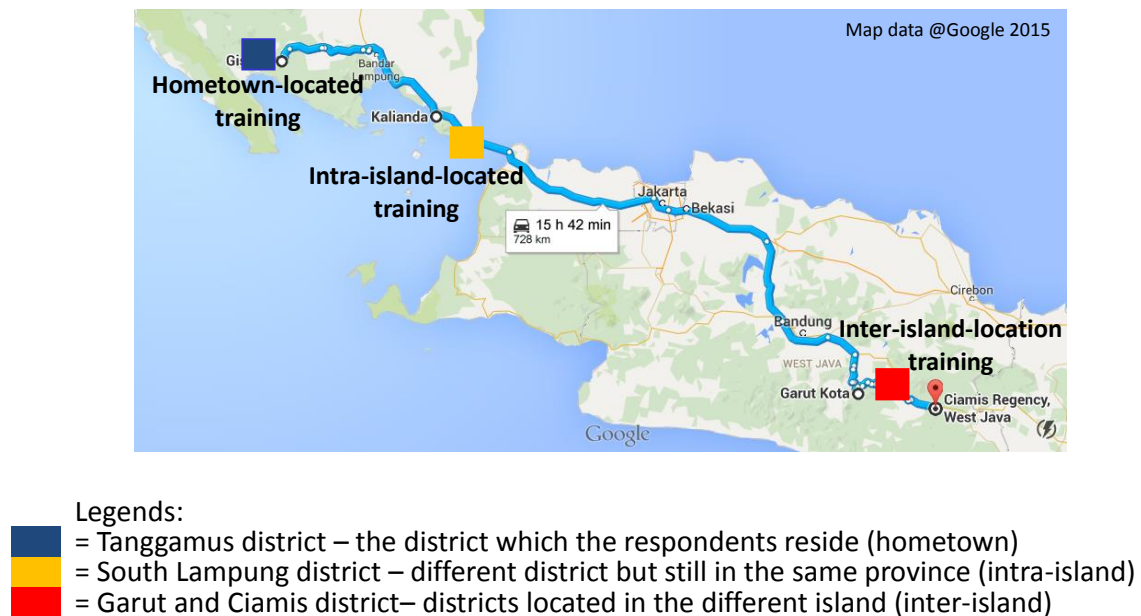 Map data @Google 2015
Bandar
Lampung
Hometown-located
training
Kalianda
Intra-island-located
training
Jakarta
Bekasi
15 h 42 min
728 km
Cirebon
Bandung
Inter-island-location
training
WEST JAVA
Garut Kota
Ciamis Regency,
West Java
Google
Legends:
= Tanggamus district – the district which the respondents reside (hometown)
= South Lampung district – different district but still in the same province (intra-island)
= Garut and Ciamis district– districts located in the different island (inter-island)